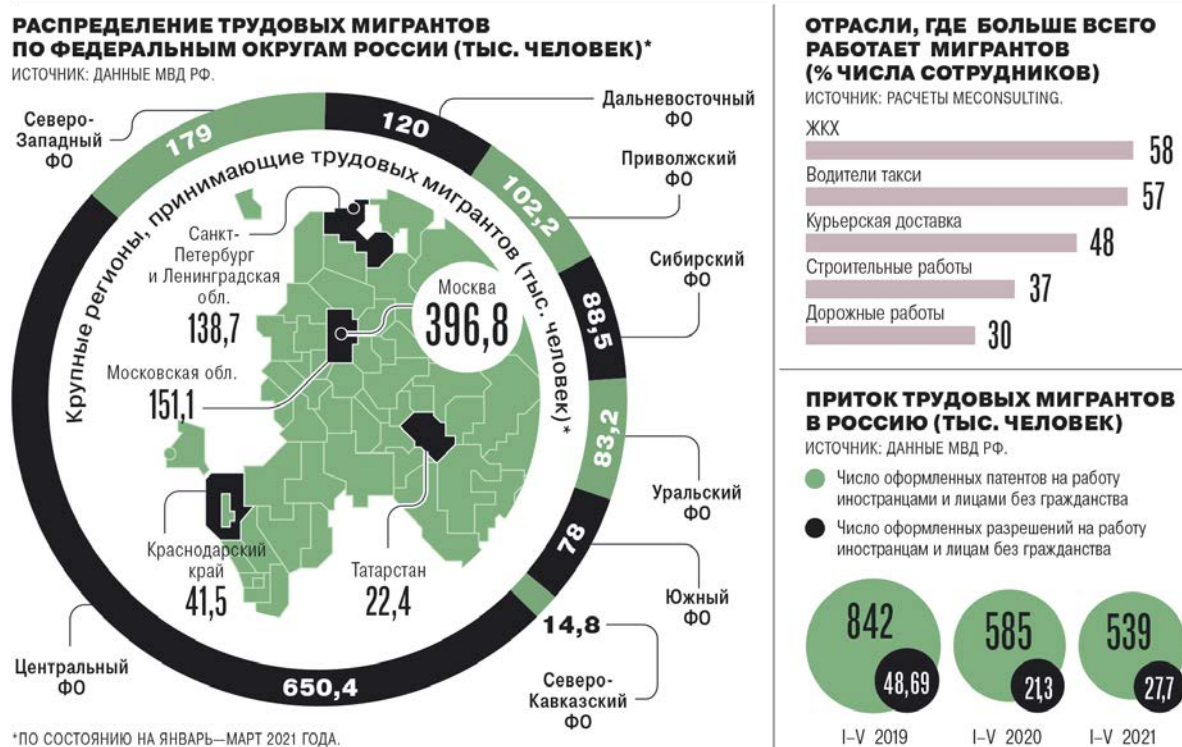 РАСПРЕДЕЛЕНИЕ ТРУДОВЫХ МИГРАНТОВ
ПО ФЕДЕРАЛЬНЫМ ОКРУГАМ РОССИИ (ТЫС. ЧЕЛОВЕК)*
ИСТОЧНИК: ДАННЫЕ МВД РФ.
Северо-
Западный
ФО
179
120
Дальневосточный
ФО
102,2
Приволжский
ФО
88,5
Сибирский
ФО
83,2
Уральский
ФО
78
Южный
ФО
14,8
Северо-
Кавказский
ФО
650,4
Центральный
ФО
Крупные регионы, принимающие трудовых мигрантов (тыс. человек)*
Санкт-
Петербург
и Ленинградская
обл.
138,7
Москва
396,8
Московская обл.
151,1
Краснодарский
край
41,5
Татарстан
22,4
*ПО СОСТОЯНИЮ НА ЯНВАРЬ—МАРТ 2021 ГОДА.
ОТРАСЛИ, ГДЕ БОЛЬШЕ ВСЕГО
РАБОТАЕТ МИГРАНТОВ
(% ЧИСЛА СОТРУДНИКОВ)
ИСТОЧНИК: РАСЧЕТЫ MECONSULTING.
ЖКХ
58
Водители такси
57
Курьерская доставка
48
Строительные работы
37
Дорожные работы
30
ПРИТОК ТРУДОВЫХ МИГРАНТОВ
В РОССИЮ (ТЫС. ЧЕЛОВЕК)
ИСТОЧНИК: ДАННЫЕ МВД РФ.
Число оформленных патентов на работу
иностранцами и лицами без гражданства
Число оформленных разрешений на работу
иностранцам и лицам без гражданства
842
48,69
I–V 2019
585
21,3
I–V 2020
539
27,7
I–V 2021